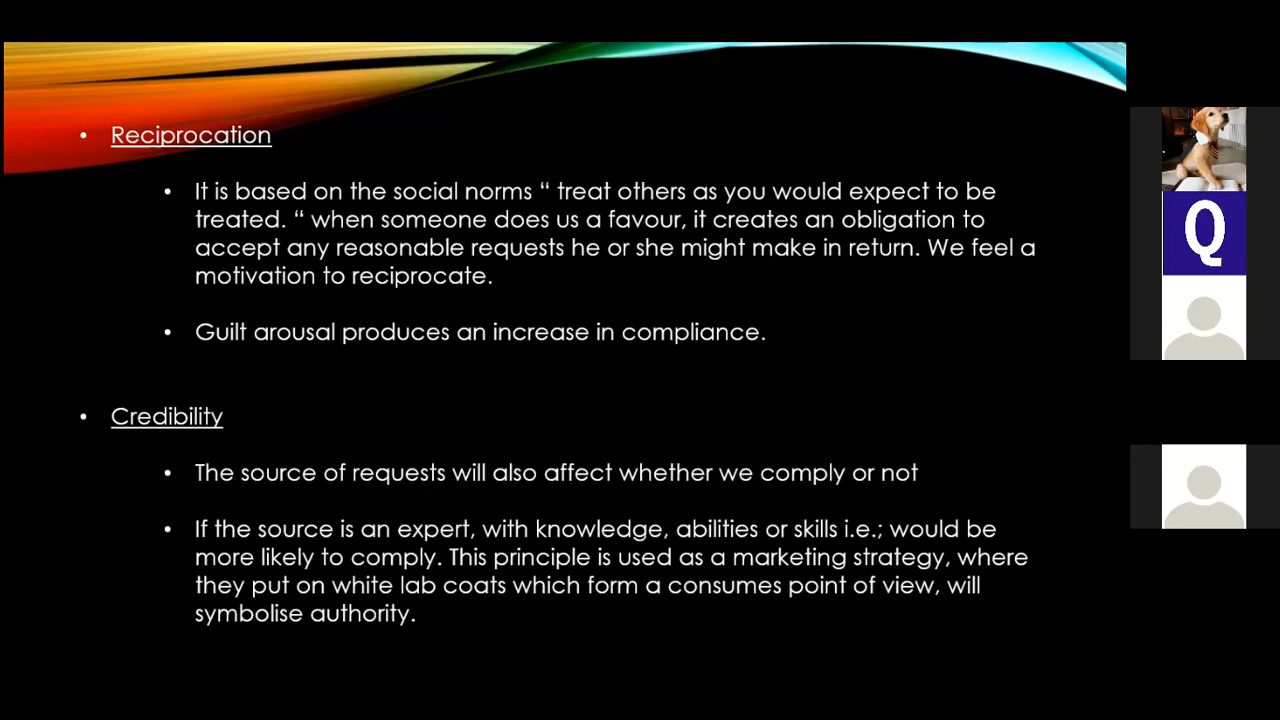 Reciprocation
It is based on the social norms “ treat others as you would expect to be
treated. “ when someone does us a favour, it creates an obligation to
accept any reasonable requests he or she might make in return. We feel a
motivation to reciprocate.
Guilt arousal produces an increase in compliance.
Credibility
The source of requests will also affect whether we comply or not
If the source is an expert, with knowledge, abilities or skills i.e.; would be
more likely to comply. This principle is used as a marketing strategy, where
they put on white lab coats which form a consumes point of view, will
symbolise authority.
Q